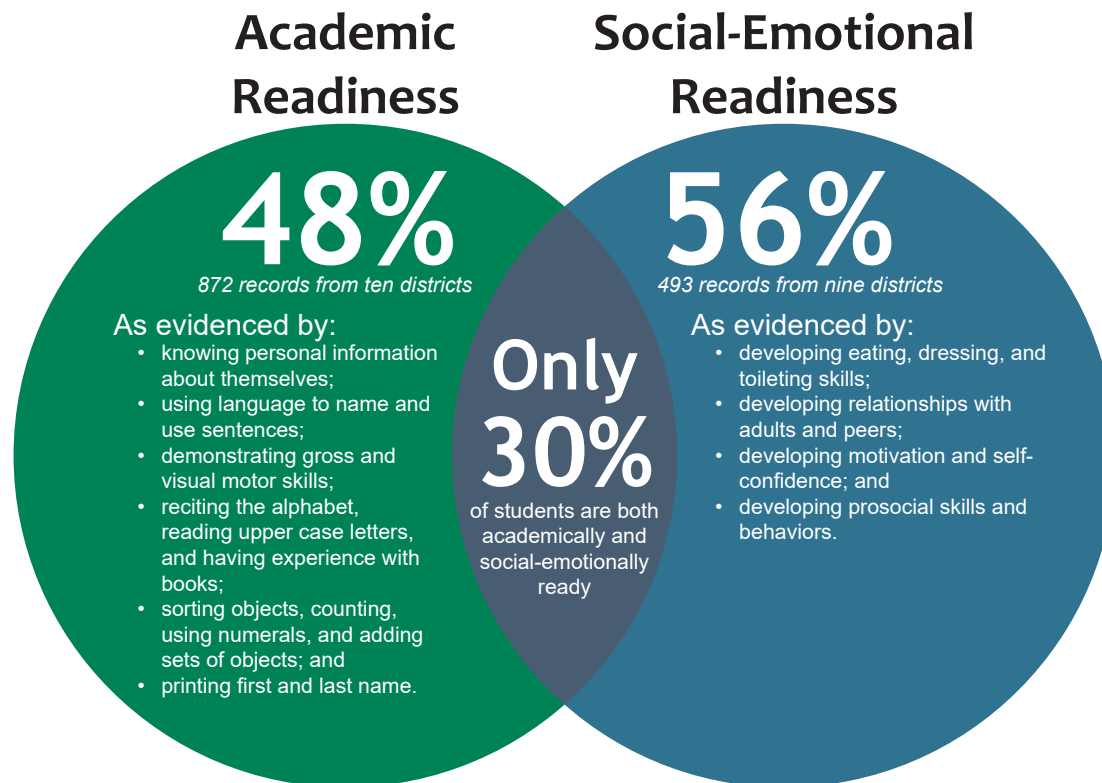 Academic
Readiness
Social-Emotional
Readiness
48%
872 records from ten districts
As evidenced by:
• knowing personal information
about themselves;
• using language to name and
use sentences;
• demonstrating gross and
visual motor skills;
• reciting the alphabet,
reading upper case letters,
and having experience with
books;
• sorting objects, counting,
using numerals, and adding
sets of objects; and
• printing first and last name.
Only
30%
of students are both
academically and
social-emotionally
ready
56%
493 records from nine districts
As evidenced by:
• developing eating, dressing, and
toileting skills;
• developing relationships with
adults and peers;
• developing motivation and self-
confidence; and
• developing prosocial skills and
behaviors.